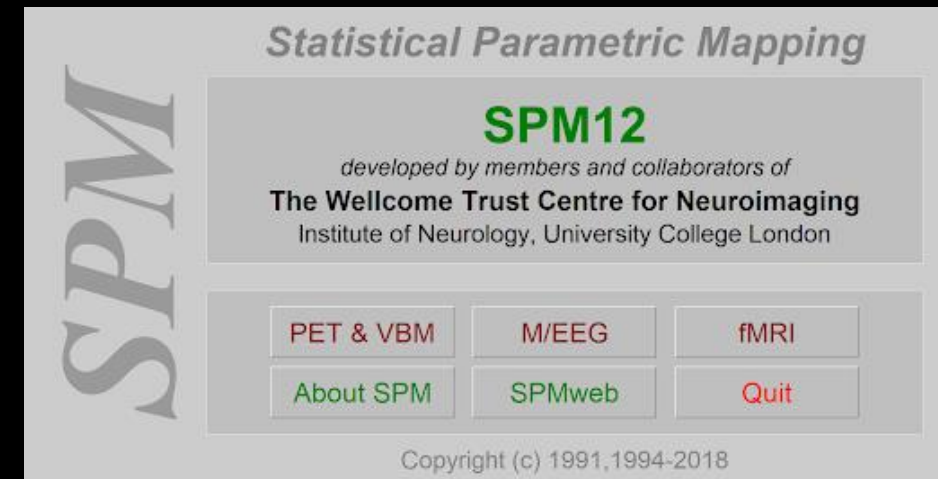 Statistical Parametric Mapping
SPM
SPM12
developed by members and collaborators of
The Wellcome Trust Centre for Neuroimaging
Institute of Neurology, University College London
PET & VBM M/EEG fMRI
About SPM SPMweb Quit
Copyright (c) 1991,1994-2018